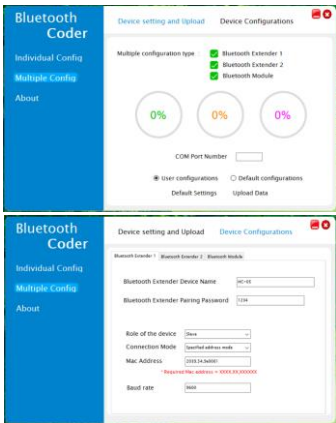 Bluetooth
Coder
Device setting and Upload Device Configurations
Individual Config
Multiple Config
About
Multiple configuration type :
Bluetooth Extender 1
Bluetooth Extender 2
Bluetooth Module
0% 0% 0%
COM Port Number
User configurations Default configurations
Default Settings Upload Data
Bluetooth
Coder
Device setting and Upload Device Configurations
Individual Config
Multiple Config
About
Bluetooth Extender 1 Bluetooth Extender 2 Bluetooth Module
Bluetooth Extender Device Name HC-05
Bluetooth Extender Pairing Password 1234
Role of the device Slave
Connection Mode Specified address mode
Mac Address
* Required Mac address = XXXX,XX,XXXXXX
Baud rate 9600